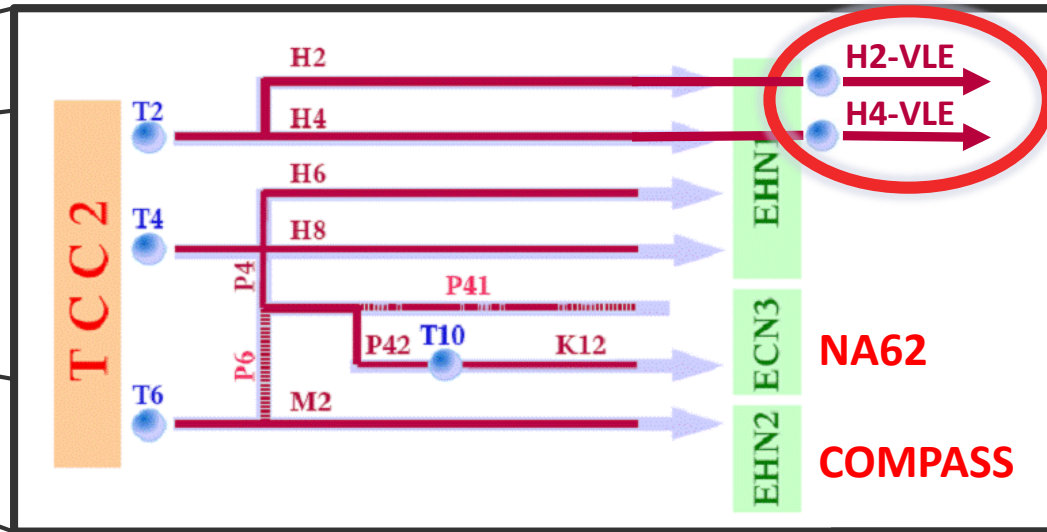 H2
H2-VLE
T2
H4
H4-VLE
EHN1
H6
T4
H8
TCC2
P4
P41
T10
P42
K12
ECN3
NA62
P6
T6
M2
EHN2
COMPASS